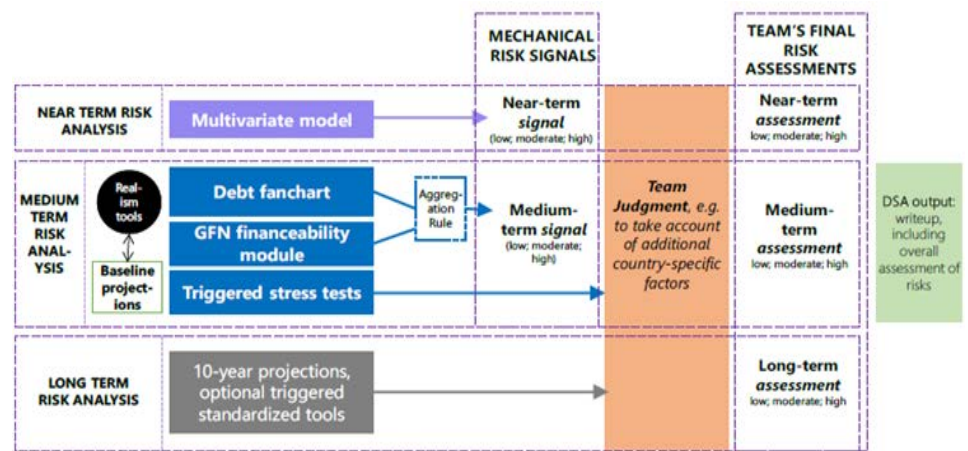 MECHANICAL
RISK SIGNALS
TEAM'S FINAL
RISK
ASSESSMENTS
NEAR TERM RISK
ANALYSIS
Multivariate model
Near-term
signal
(low; moderate; high)
Near-term
assessment
low; moderate; high
MEDIUM
TERM
RISK
ANAL-
YSIS
Real-
ism tools
Baseline
project-
ions
Debt fanchart
GFN financeability
module
Triggered stress tests
Aggreg-
ation
Rule
Medium-
term signal
(low; moderate;
high)
Team
Judgment, e.g.
to take account
of additional
country-specific
factors
Medium-
term
assessment
low; moderate; high
DSA output:
writeup,
including
overall
assessment of
risks
LONG TERM
RISK ANALYSIS
10-year projections,
optional triggered
standardized tools
Long-term
assessment
low; moderate; high